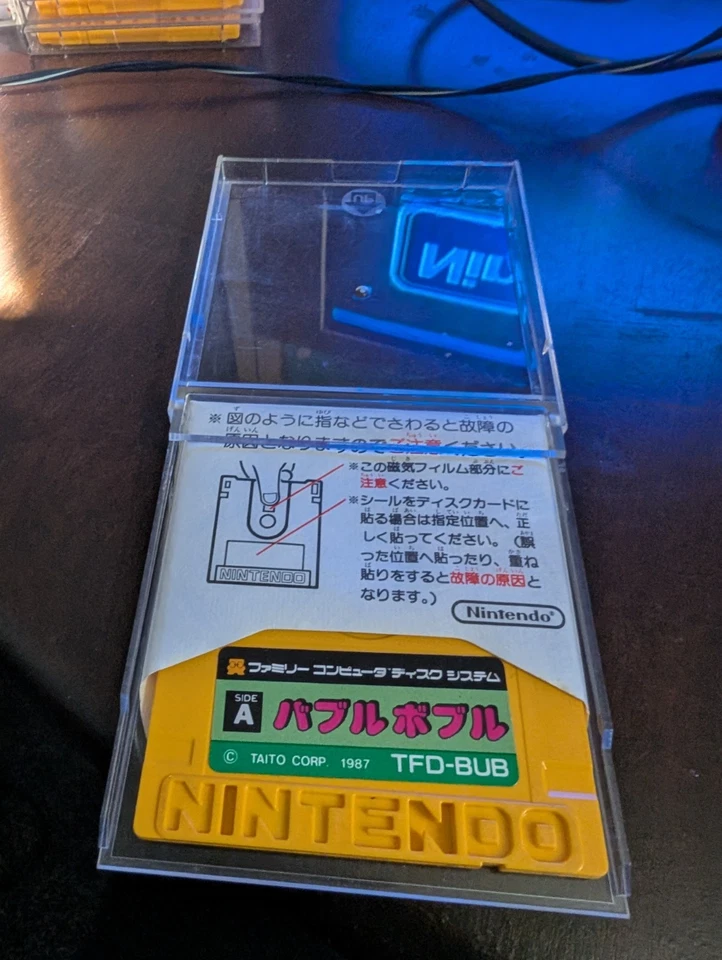 ※図のように指などでさわると故障の
原因となりますのでご注意ください。
※この磁気フィルム部分にご
注意ください。
※シールをディスクカードに
貼る場合は指定位置へ、正
しく貼ってください。(誤
った位置へ貼ったり、重ね
貼りをすると故障の原因と
なります。)
NINTENDO
Nintendo®
ファミリー コンピュータ ディスク システム
SIDE
A
バブルボブル
© TAITO CORP. 1987 TFD-BUB
NINTENDO